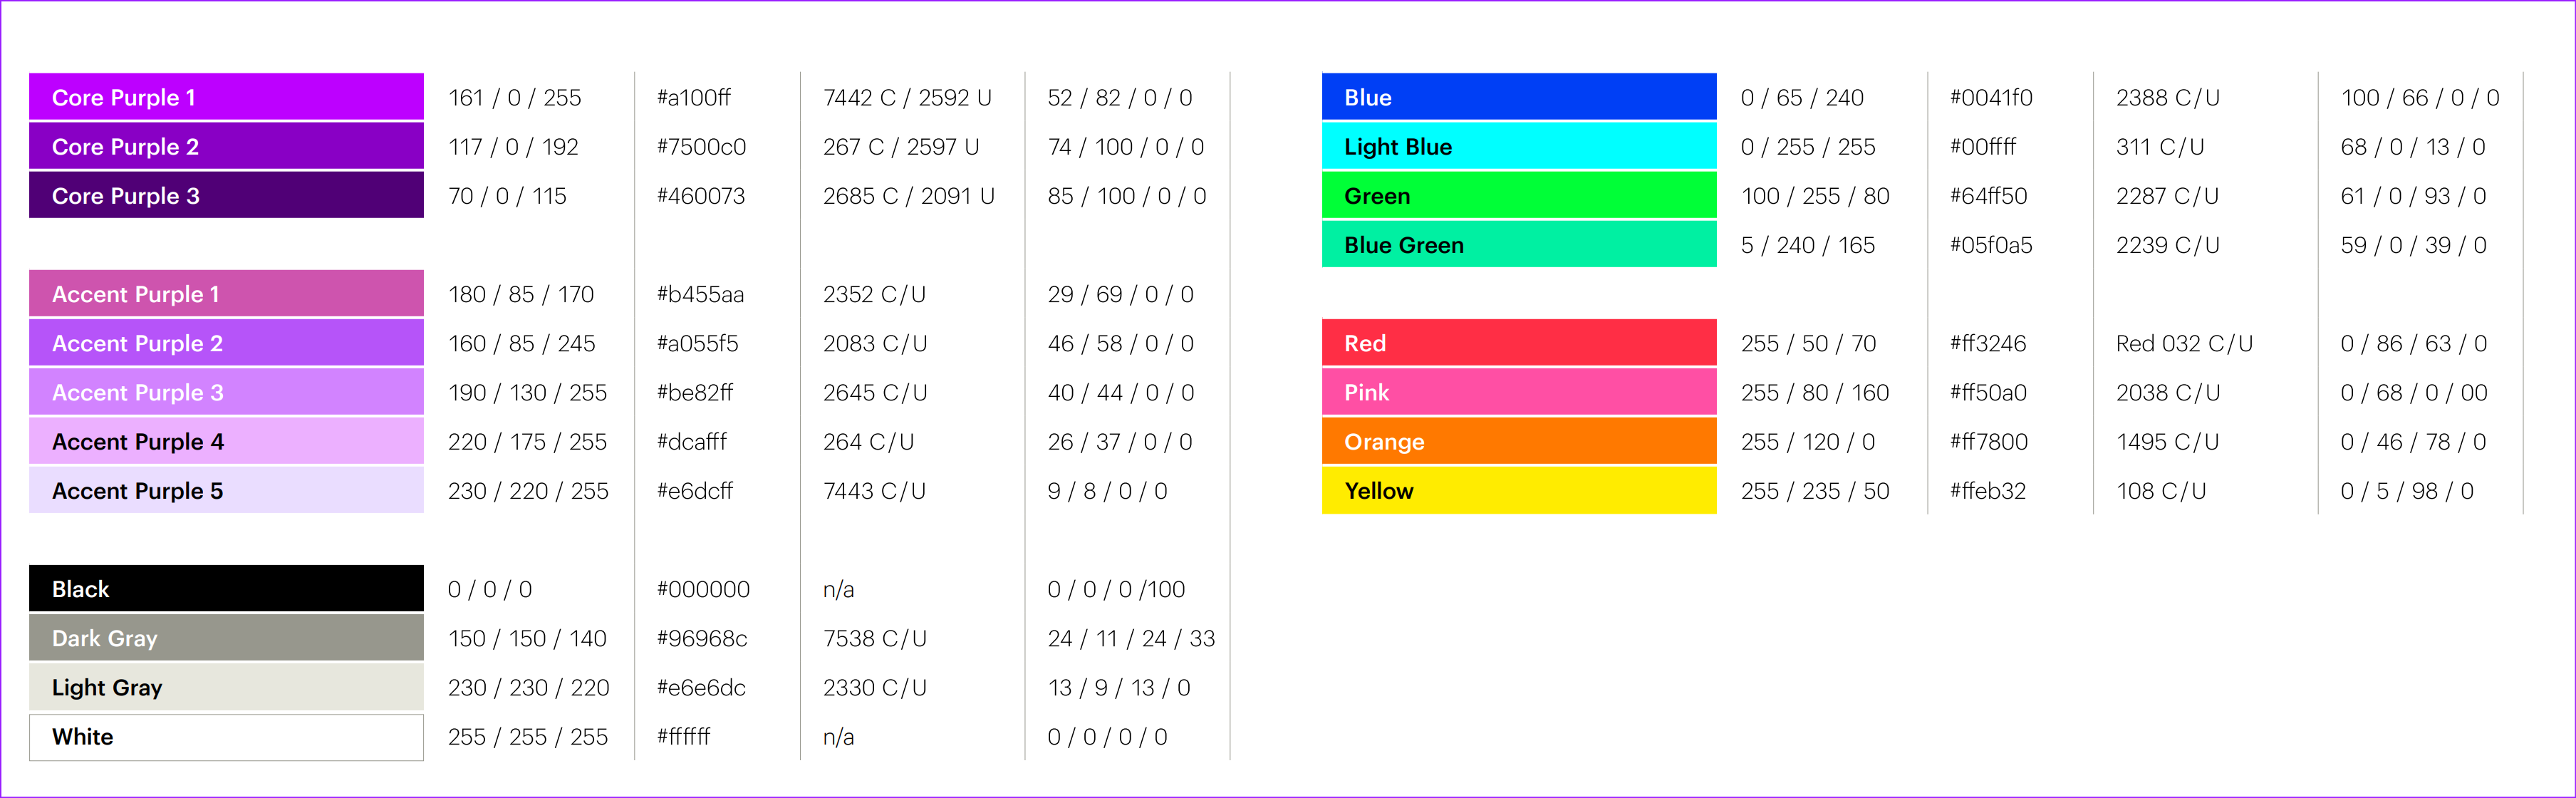 Core Purple 1 161 / 0 / 255 #a100ff 7442 C / 2592 U 52 / 82 / 0 / 0
Core Purple 2 117 / 0 / 192 #7500c0 267 C / 2597 U 74 / 100 / 0 / 0
Core Purple 3 70 / 0 / 115 #460073 2685 C / 2091 U 85 / 100 / 0 / 0
Accent Purple 1 180 / 85 / 170 #b455aa 2352 C/U 29 / 69 / 0 / 0
Accent Purple 2 160 / 85 / 245 #a055f5 2083 C/U 46 / 58 / 0 / 0
Accent Purple 3 190 / 130 / 255 #be82ff 2645 C/U 40 / 44 / 0 / 0
Accent Purple 4 220 / 175 / 255 #dcafff 264 C/U 26 / 37 / 0 / 0
Accent Purple 5 230 / 220 / 255 #e6dcff 7443 C/U 9 / 8 / 0 / 0
Black 0 / 0 / 0 #000000 n/a 0 / 0 / 0 /100
Dark Gray 150 / 150 / 140 #96968c 7538 C/U 24 / 11 / 24 / 33
Light Gray 230 / 230 / 220 #e6e6dc 2330 C/U 13 / 9 / 13 / 0
White 255 / 255 / 255 #ffffff n/a 0 / 0 / 0 / 0
Blue 0 / 65 / 240 #0041f0 2388 C/U 100 / 66 / 0 / 0
Light Blue 0 / 255 / 255 #00ffff 311 C/U 68 / 0 / 13 / 0
Green 100 / 255 / 80 #64ff50 2287 C/U 61 / 0 / 93 / 0
Blue Green 5 / 240 / 165 #05f0a5 2239 C/U 59 / 0 / 39 / 0
Red 255 / 50 / 70 #ff3246 Red 032 C/U 0 / 86 / 63 / 0
Pink 255 / 80 / 160 #ff50a0 2038 C/U 0 / 68 / 0 / 00
Orange 255 / 120 / 0 #ff7800 1495 C/U 0 / 46 / 78 / 0
Yellow 255 / 235 / 50 #ffeb32 108 C/U 0 / 5 / 98 / 0